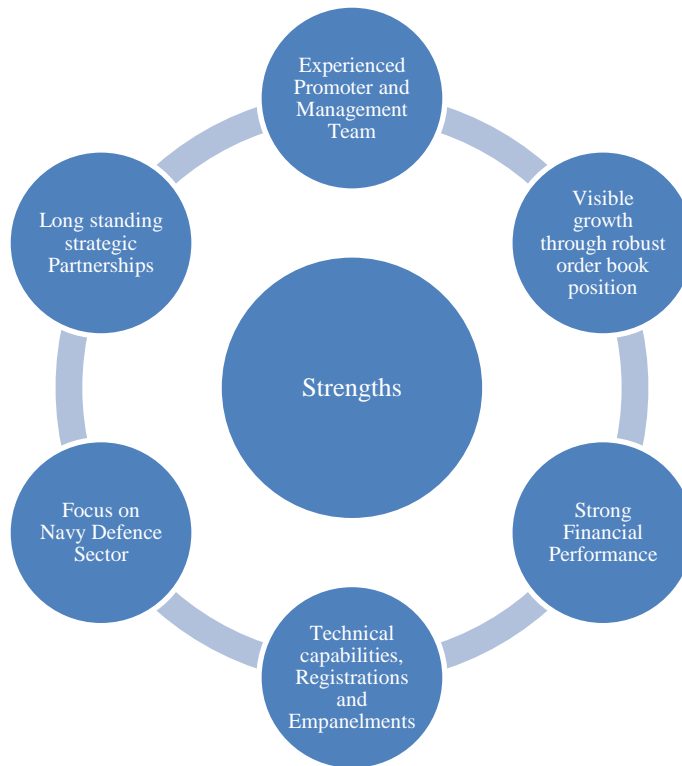 Experienced
Promoter and
Management
Team
Visible
growth
through robust
order book
position
Strong
Financial
Performance
Technical
capabilities,
Registrations
and
Empanelments
Focus on
Navy Defence
Sector
Long standing
strategic
Partnerships
Strengths